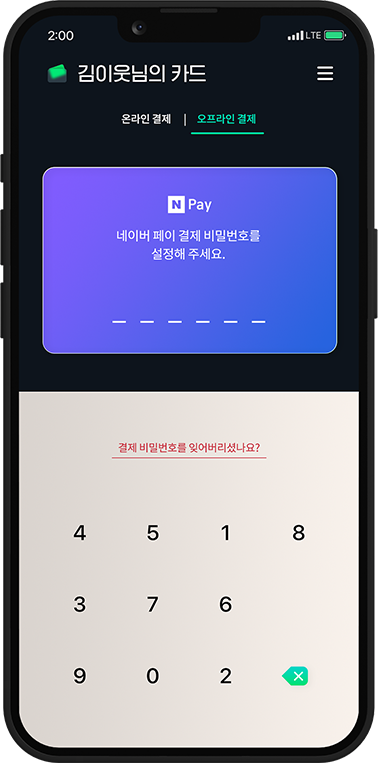 2:00 LTE
김이웃님의 카드
온라인 결제 | 오프라인 결제
N Pay
네이버 페이 결제 비밀번호를
설정해 주세요.
결제 비밀번호를 잊어버리셨나요?
4 5 1 8
3 7 6
9 0 2